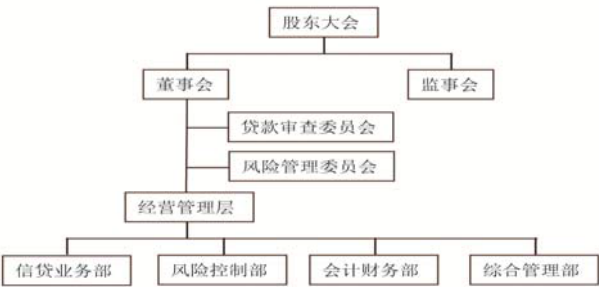 股东大会
董事会
监事会
贷款审查委员会
风险管理委员会
经营管理层
信贷业务部
风险控制部
会计财务部
综合管理部